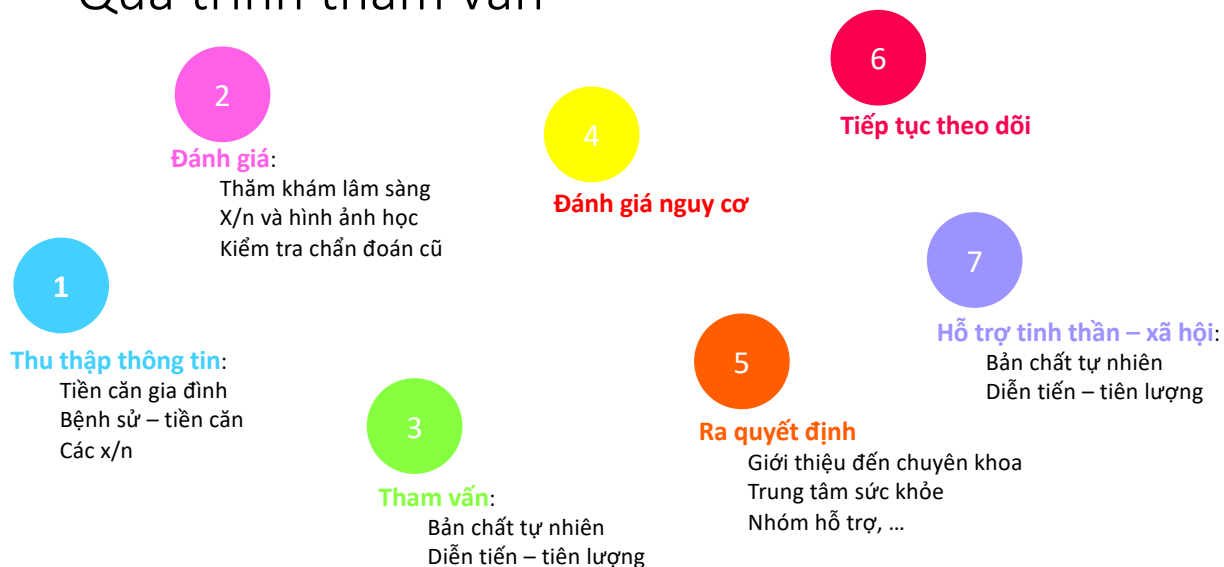 Quá trình tham vấn
1
Thu thập thông tin:
Tiền căn gia đình
Bệnh sử – tiền căn
Các x/n
2
Đánh giá:
Thăm khám lâm sàng
X/n và hình ảnh học
Kiểm tra chẩn đoán cũ
3
Tham vấn:
Bản chất tự nhiên
Diễn tiến – tiên lượng
4
Đánh giá nguy cơ
5
Ra quyết định
Giới thiệu đến chuyên khoa
Trung tâm sức khỏe
Nhóm hỗ trợ, …
6
Tiếp tục theo dõi
7
Hỗ trợ tinh thần – xã hội:
Bản chất tự nhiên
Diễn tiến – tiên lượng